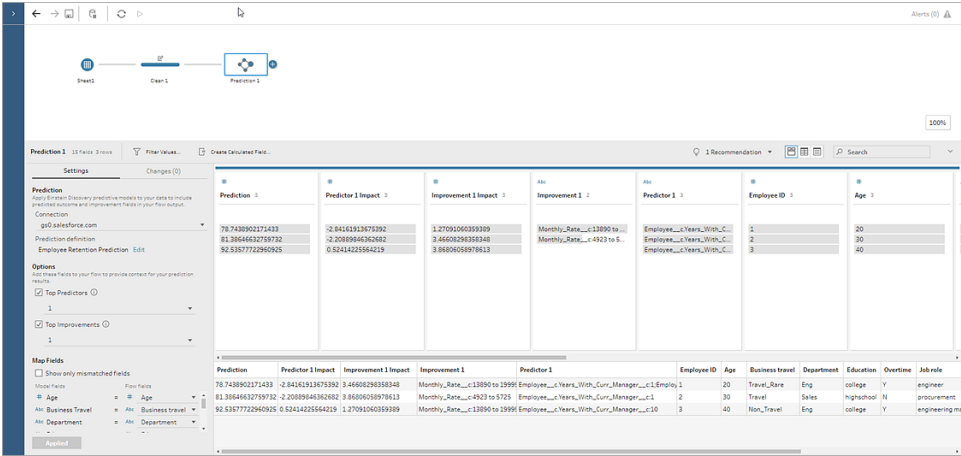 Alerts (0)
Sheet1
Clean 1
Prediction 1
100%
Prediction 1 15 fields 3 rows Filter Values... Create Calculated Field... 1 Recommendation Search
Settings Changes (0)
Prediction
Apply Einstein Discovery predictive models to your data to include
predicted outcome and improvement fields in your flow output.
Connection
gs0.salesforce.com
Prediction definition
Employee Retention Prediction Edit
Options
Add these fields to your flow to provide context for your prediction
results.
Top Predictors
1
Top Improvements
1
Map Fields
Show only mismatched fields
Model fields Flow fields
# Age = # Age
Abc Business Travel = Abc Business travel
Abc Department = Abc Department
Applied
# # # Abc Abc # #
Prediction 3 Predictor 1 Impact 3 Improvement 1 Impact 3 Improvement 1 2 Predictor 1 3 Employee ID 3 Age 3
78.7438902171433 -2.84161913675392 1.27091060359389 Monthly_Rate__c:13890 to ... Employee__c.Years_With_C... 1 20
81.38646632759732 -2.20889846362682 3.46608298358348 Monthly_Rate__c:4923 to 5... Employee__c.Years_With_C... 2 30
92.53577722960925 0.52414225564219 3.86806058978613 Employee__c.Years_With_C... 3 40
Prediction Predictor 1 Impact Improvement 1 Impact Improvement 1 Predictor 1 Employee ID Age Business travel Department Education Overtime Job role
78.7438902171433 -2.84161913675392 3.46608298358348 Monthly_Rate__c:13890 to 19995 Employee__c.Years_With_Curr_Manager__c:1; Employ 1 20 Travel_Rare Eng college Y engineer
81.38646632759732 -2.20889846362682 3.86806058978613 Monthly_Rate__c:4923 to 5725 Employee__c.Years_With_Curr_Manager__c:1 2 30 Travel Sales highschool N procurement
92.53577722960925 0.52414225564219 1.27091060359389 Monthly_Rate__c:13890 to 19995 Employee__c.Years_With_Curr_Manager__c:10 3 40 Non_Travel Eng college Y engineering ma